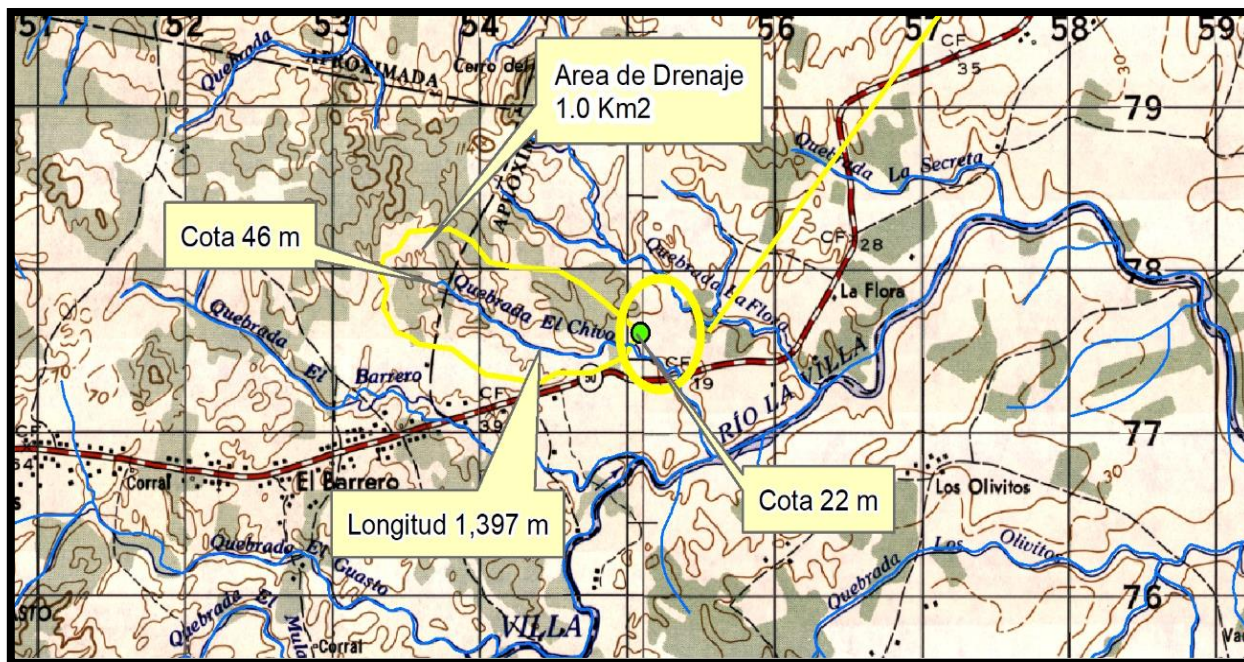 51
52
53
54
56
57
58
59
Quebrada
APROXIMADA
Cerro del
Area de Drenaje
1.0 Km2
CF
35
79
Quebrada La Secreta
Cota 46 m
CF
28
78
Quebrada La Flora
La Flora
Quebrada El Chivo
Quebrada El Barrero
CF
19
CF
39
RÍO LA VILLA
77
Corral
El Barrero
Longitud 1,397 m
Cota 22 m
Los Olivitos
Quebrada Los Olivitos
Quebrado El Guasto
Quebrada El Mula
VILLA
Corral
76